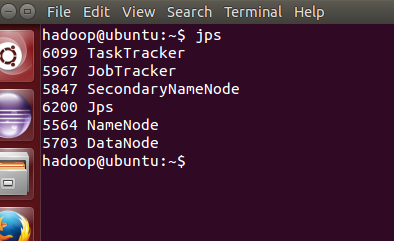 File Edit View Search Terminal Help
hadoop@ubuntu:~$ jps
6099 TaskTracker
5967 JobTracker
5847 SecondaryNameNode
6200 Jps
5564 NameNode
5703 DataNode
hadoop@ubuntu:~$